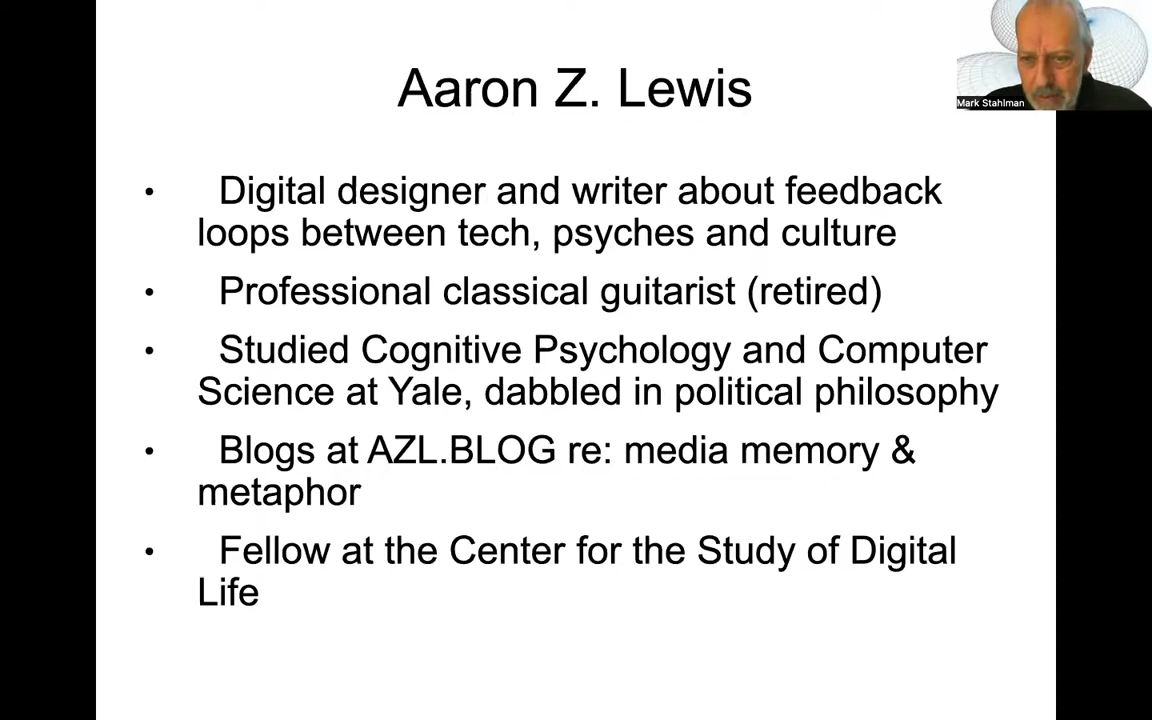 Aaron Z. Lewis
Mark Stahlman
• Digital designer and writer about feedback
loops between tech, psyches and culture
• Professional classical guitarist (retired)
• Studied Cognitive Psychology and Computer
Science at Yale, dabbled in political philosophy
• Blogs at AZL.BLOG re: media memory &
metaphor
• Fellow at the Center for the Study of Digital
Life